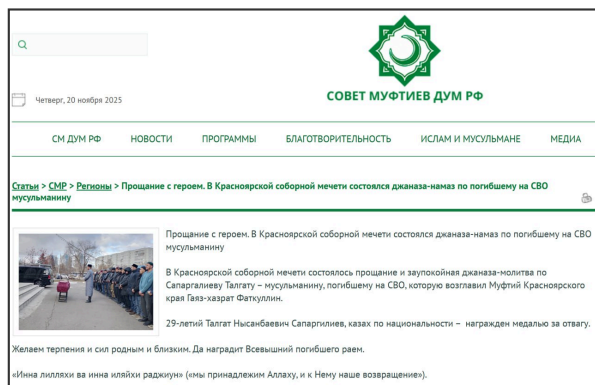 Четверг, 20 ноября 2025
СОВЕТ МУФТИЕВ ДУМ РФ
СМ ДУМ РФ НОВОСТИ ПРОГРАММЫ БЛАГОТВОРИТЕЛЬНОСТЬ ИСЛАМ И МУСУЛЬМАНЕ МЕДИА
Статьи > СМР > Регионы > Прощание с героем. В Красноярской соборной мечети состоялся джаназа-намаз по погибшему на СВО
мусульманину
Прощание с героем. В Красноярской соборной мечети состоялся джаназа-намаз по погибшему на СВО
мусульманину
В Красноярской соборной мечети состоялось прощание и заупокойная джаназа-молитва по
Сапаргалиеву Талгату – мусульманину, погибшему на СВО, которую возглавил Муфтий Красноярского
края Гаяз-хазрат Фаткуллин.
29-летий Талгат Нысанбаевич Сапаргилиев, казах по национальности – награжден медалью за отвагу.
Желаем терпения и сил родным и близким. Да наградит Всевышний погибшего раем.
«Инна лилляхи ва инна иляйхи раджиун» («мы принадлежим Аллаху, и к Нему наше возвращение»).